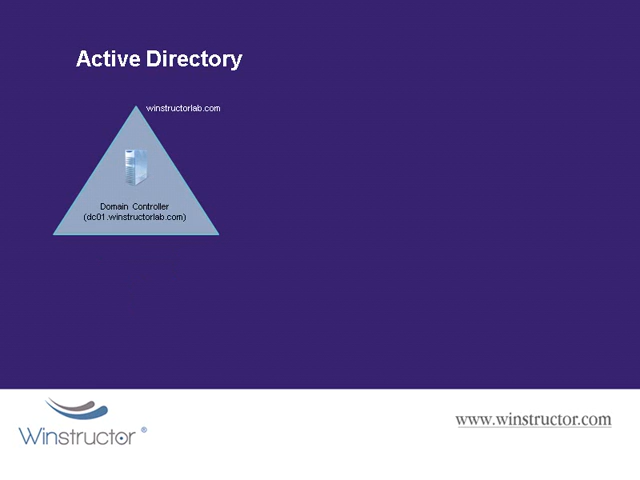 Active Directory
winstructorlab.com
Domain Controller
(dc01.winstructorlab.com)
Winstructor ®
www.winstructor.com